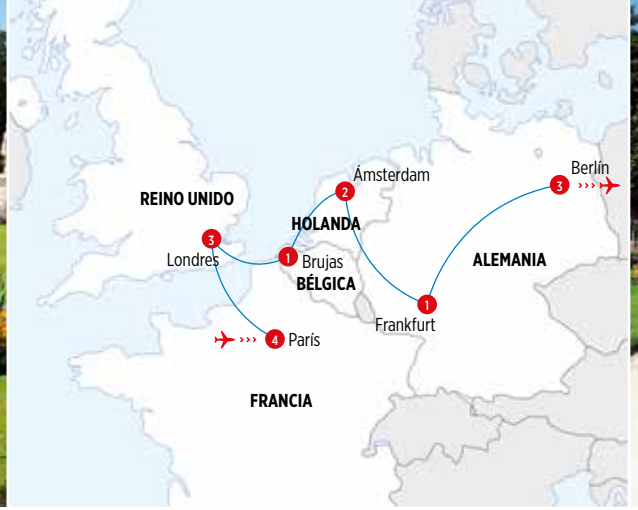 Ámsterdam
Berlín
3
2
REINO UNIDO
HOLANDA
3
Londres
1
Brujas
BÉLGICA
ALEMANIA
1
Frankfurt
4
París
FRANCIA